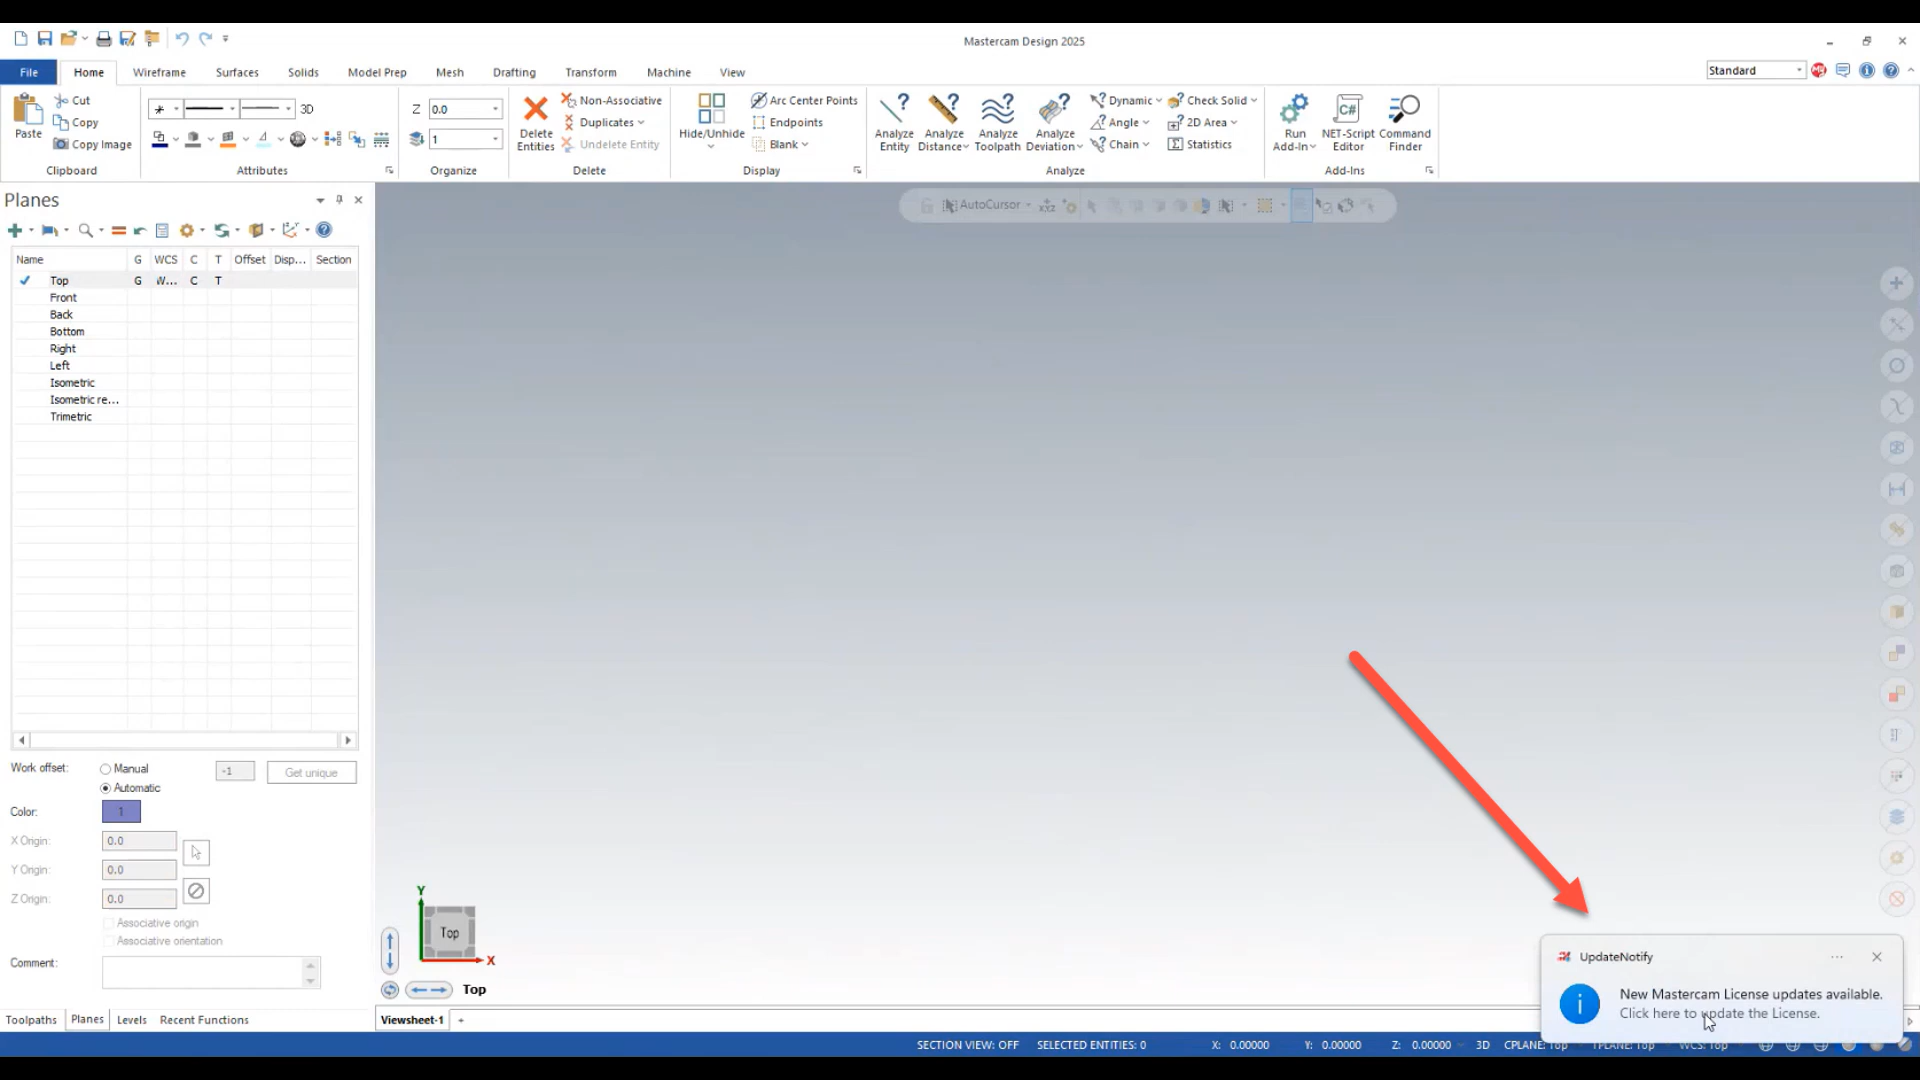 Mastercam Design 2025
File Home Wireframe Surfaces Solids Model Prep Mesh Drafting Transform Machine View
Standard
Paste
Cut
Copy
Copy Image
Clipboard
3D
Attributes
Z 0.0
1
Organize
Delete
Entities
Non-Associative
Duplicates
Undelete Entity
Delete
Hide/Unhide
Arc Center Points
Endpoints
Blank
Display
Analyze
Entity
Analyze
Distance
Analyze
Toolpath
Analyze
Deviation
Dynamic
Angle
Chain
Check Solid
2D Area
Statistics
Analyze
Run
Add-In
C#
NET-Script
Editor
Command
Finder
Add-Ins
Planes
AutoCursor
Name G WCS C T Offset Disp... Section
Top G W... C T
Front
Back
Bottom
Right
Left
Isometric
Isometric re...
Trimetric
Work offset: Manual -1 Get unique
Automatic
Color: 1
X Origin: 0.0
Y Origin: 0.0
Z Origin: 0.0
Associative origin
Associative orientation
Comment:
Y
Top
X
Top
UpdateNotify
New Mastercam License updates available.
Click here to update the License.
Toolpaths Planes Levels Recent Functions
Viewsheet-1 +
SECTION VIEW: OFF SELECTED ENTITIES: 0 X: 0.00000 Y: 0.00000 Z: 0.00000 3D CPLANE: Top TPLANE: Top WCS: Top